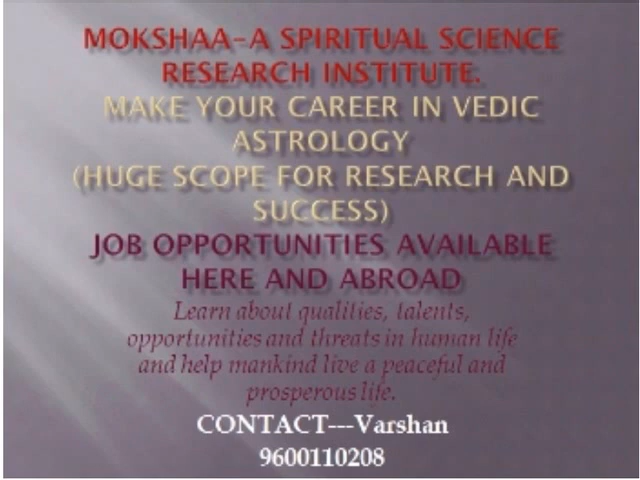 MOKSHAA-A SPIRITUAL SCIENCE
RESEARCH INSTITUTE.
MAKE YOUR CAREER IN VEDIC
ASTROLOGY
(HUGE SCOPE FOR RESEARCH AND
SUCCESS)
JOB OPPORTUNITIES AVAILABLE
HERE AND ABROAD
Learn about qualities, talents,
opportunities and threats in human life
and help mankind live a peaceful and
prosperous life.
CONTACT---Varshan
9600110208